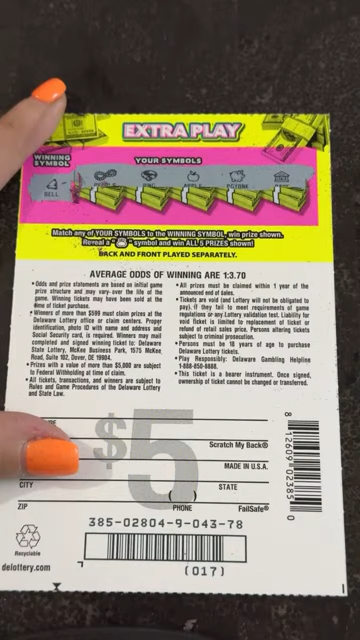 EXTRA PLAY
WINNING
SYMBOL
YOUR SYMBOLS
BELL
RING
APPLE
PGYBNK
Match any of YOUR SYMBOLS to the WINNING SYMBOL, win prize shown.
Reveal a " " symbol and win ALL 5 PRIZES shown!
BACK AND FRONT PLAYED SEPARATELY.
AVERAGE ODDS OF WINNING ARE 1:3.70
• Odds and prize statements are based on initial game
prize structure and may vary over the life of the
game. Winning tickets may have been sold at the
time of ticket purchase.
• Winners of more than $599 must claim prizes at the
Delaware Lottery office or claim centers. Proper
identification, photo ID with name and address and
Social Security card, is required. Winners may mail
completed and signed winning ticket to: Delaware
State Lottery, McKee Business Park, 1575 McKee
Road, Suite 102, Dover, DE 19904.
• Prizes with a value of more than $5,000 are subject
to Federal Withholding at time of claim.
• All tickets, transactions, and winners are subject to
Rules and Game Procedures of the Delaware Lottery
and State Law.
• All prizes must be claimed within 1 year of the
announced end of sales.
• Tickets are void (and Lottery will not be obligated to
pay), if they fail to meet requirements of game
regulations or any Lottery validation text. Liability for
void ticket is limited to replacement of ticket or
refund of retail sales price. Persons altering tickets
subject to criminal prosecution.
• Persons must be 18 years of age to purchase
Delaware Lottery tickets.
• Play Responsibly: Delaware Gambling Helpline
1-888-850-8888.
• This ticket is a bearer instrument. Once signed,
ownership of ticket cannot be changed or transferred.
$5
Scratch My Back®
MADE IN U.S.A.
CITY
STATE
( )
ZIP
PHONE
FailSafe®
385-02804-9-043-78
(017)
Recyclable
delottery.com
8 12609 02385 0